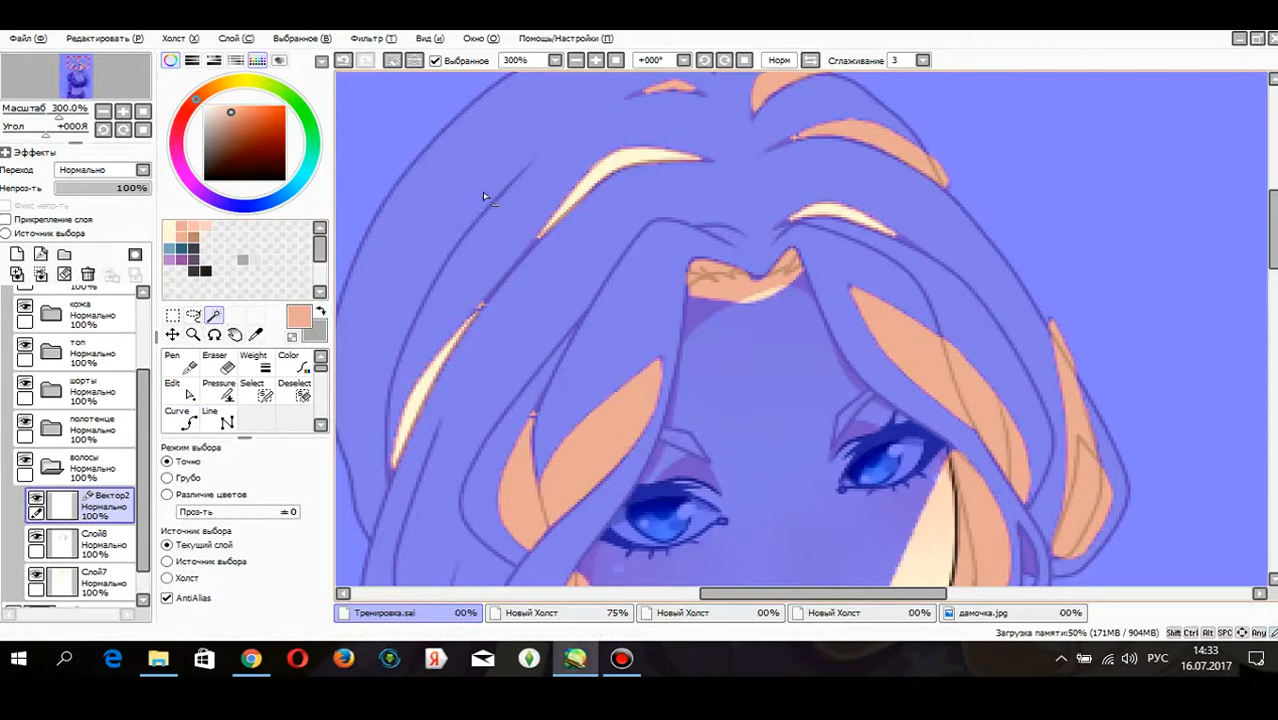 Файл (Ф) Редактировать (Р) Холст (Х) Слой (С) Выбранное (В) Фильтр (Т) Вид (и) Окно (О) Помощь/Настройки (П)
Выбранное 300% +000° Норм Сглаживание 3
Масштаб 300.0%
Угол +000Я
Эффекты
Переход Нормально
Непроз-ть 100%
Фикс непр-ть
Прикрепление слоя
Источник выбора
кожа
Нормально
100%
топ
Нормально
100%
шорты
Нормально
100%
полотенце
Нормально
100%
волосы
Нормально
100%
Вектор2
Нормально
100%
Слой8
Нормально
100%
Слой7
Нормально
100%
Pen Eraser Weight Color
Edit Pressure Select Deselect
Curve Line
Режим выбора
Точно
Грубо
Различие цветов
Проз-ть ± 0
Источник выбора
Текущий слой
Источник выбора
Холст
AntiAlias
Тренировка.sai 00% Новый Холст 75% Новый Холст 00% Новый Холст 00% дамочка.jpg 00%
Загрузка памяти:50% (171MB / 904MB) Shift Ctrl Alt SPC Any
РУС
14:33
16.07.2017